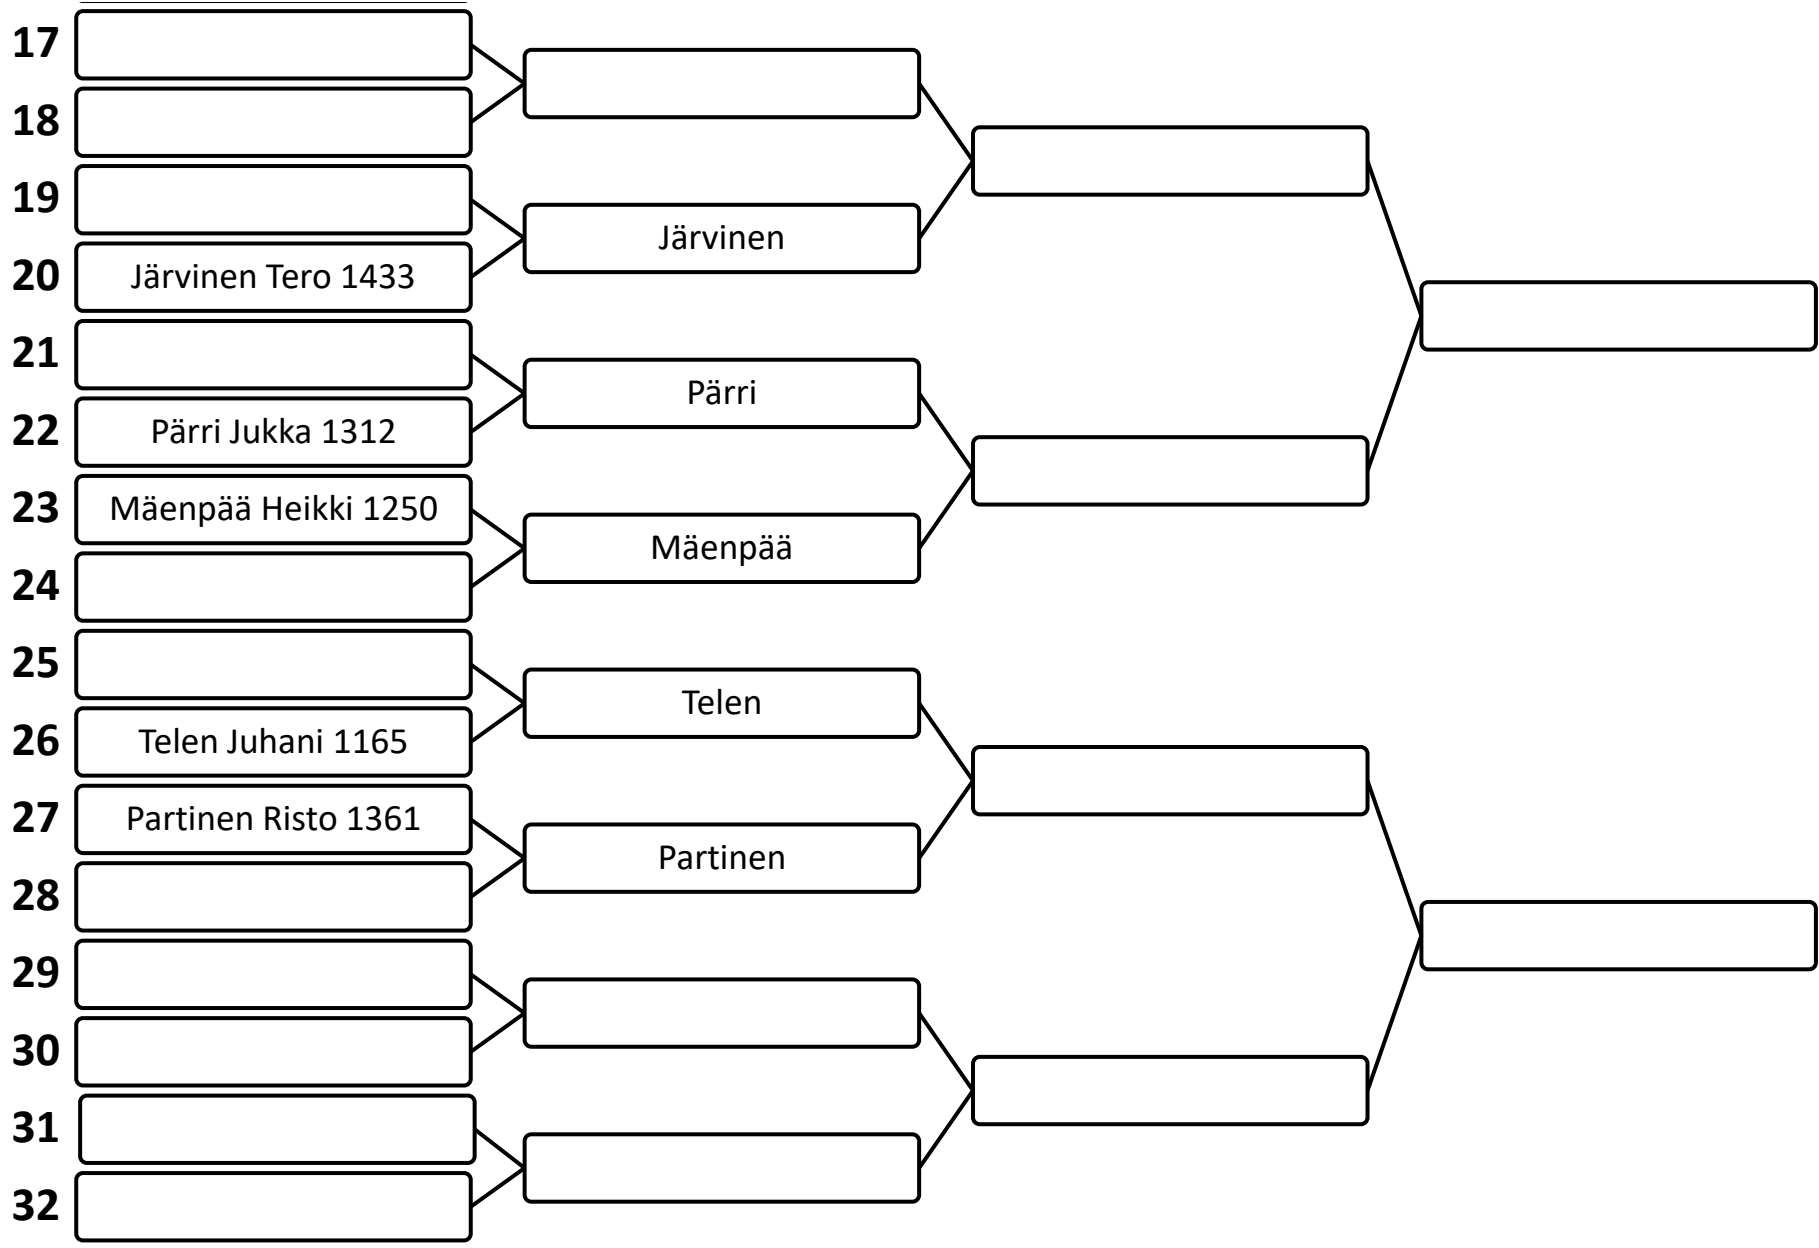 17
18
19
Järvinen
20 Järvinen Tero 1433
21
Pärri
22 Pärri Jukka 1312
23 Mäenpää Heikki 1250
Mäenpää
24
25
Telen
26 Telen Juhani 1165
27 Partinen Risto 1361
Partinen
28
29
30
31
32